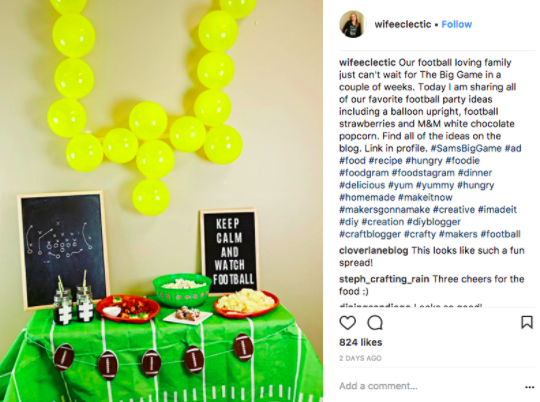 wifeeclectic • Follow
wifeeclectic Our football loving family
just can't wait for The Big Game in a
couple of weeks. Today I am sharing all
of our favorite football party ideas
including a balloon upright, football
strawberries and M&M white chocolate
popcorn. Find all of the ideas on the
blog. Link in profile. #SamsBigGame #ad
#food #recipe #hungry #foodie
#foodgram #foodstagram #dinner
#delicious #yum #yummy #hungry
#homemade #makeitnow
#makersgonnamake #creative #imadeit
#diy #creation #diyblogger
#craftblogger #crafty #makers #football
cloverlaneblog This looks like such a fun
spread!
steph_crafting_rain Three cheers for the
food :)
824 likes
2 DAYS AGO
Add a comment...
KEEP
CALM
AND
WATCH
FOOTBALL